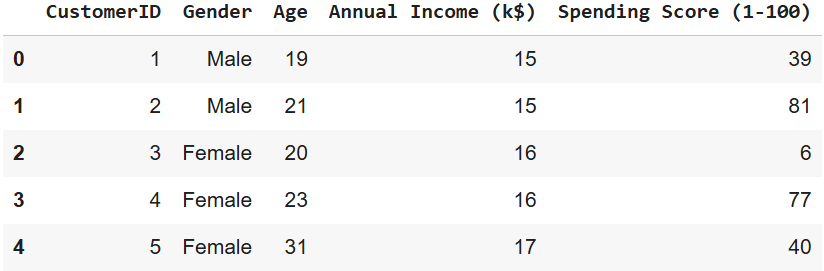 CustomerID Gender Age Annual Income (k$) Spending Score (1-100)
0 1 Male 19 15 39
1 2 Male 21 15 81
2 3 Female 20 16 6
3 4 Female 23 16 77
4 5 Female 31 17 40